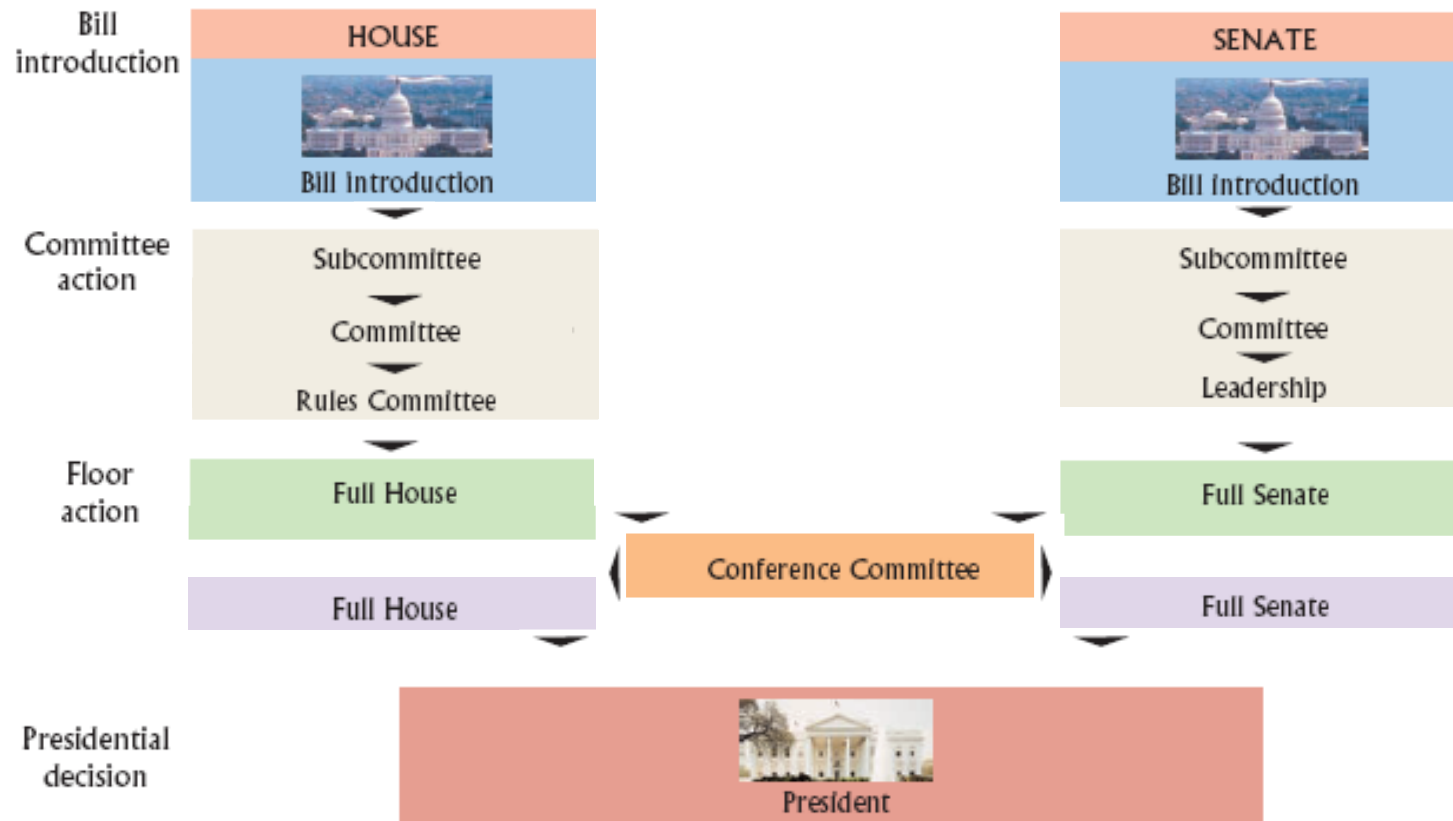 Bill
introduction
HOUSE
SENATE
Bill introduction
Bill introduction
Committee
action
Subcommittee
Committee
Rules Committee
Subcommittee
Committee
Leadership
Floor
action
Full House
Full Senate
Conference Committee
Full House
Full Senate
Presidential
decision
President